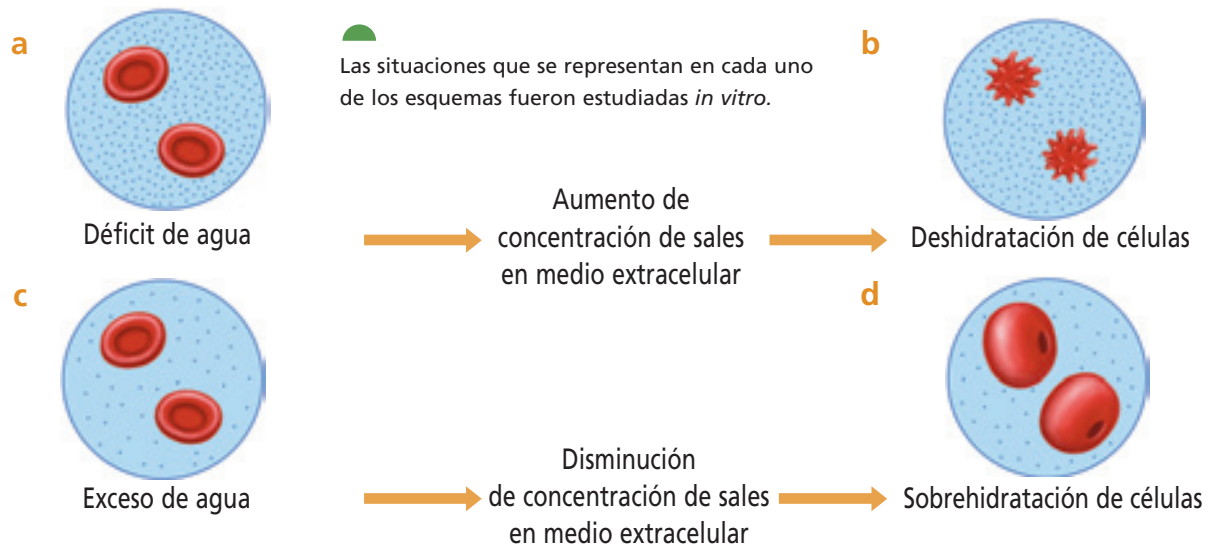 a
Las situaciones que se representan en cada uno
de los esquemas fueron estudiadas in vitro.
b
Déficit de agua
Aumento de
concentración de sales
en medio extracelular
Deshidratación de células
c
d
Exceso de agua
Disminución
de concentración de sales
en medio extracelular
Sobrehidratación de células